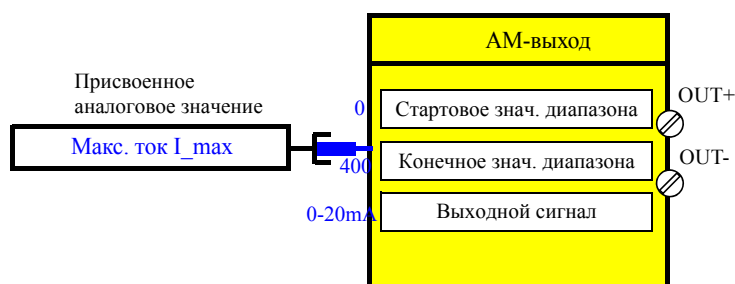 АМ-выход
Присвоенное
аналоговое значение
Макс. ток I_max
0
Стартовое знач. диапазона
OUT+
400
Конечное знач. диапазона
OUT-
0-20mA
Выходной сигнал